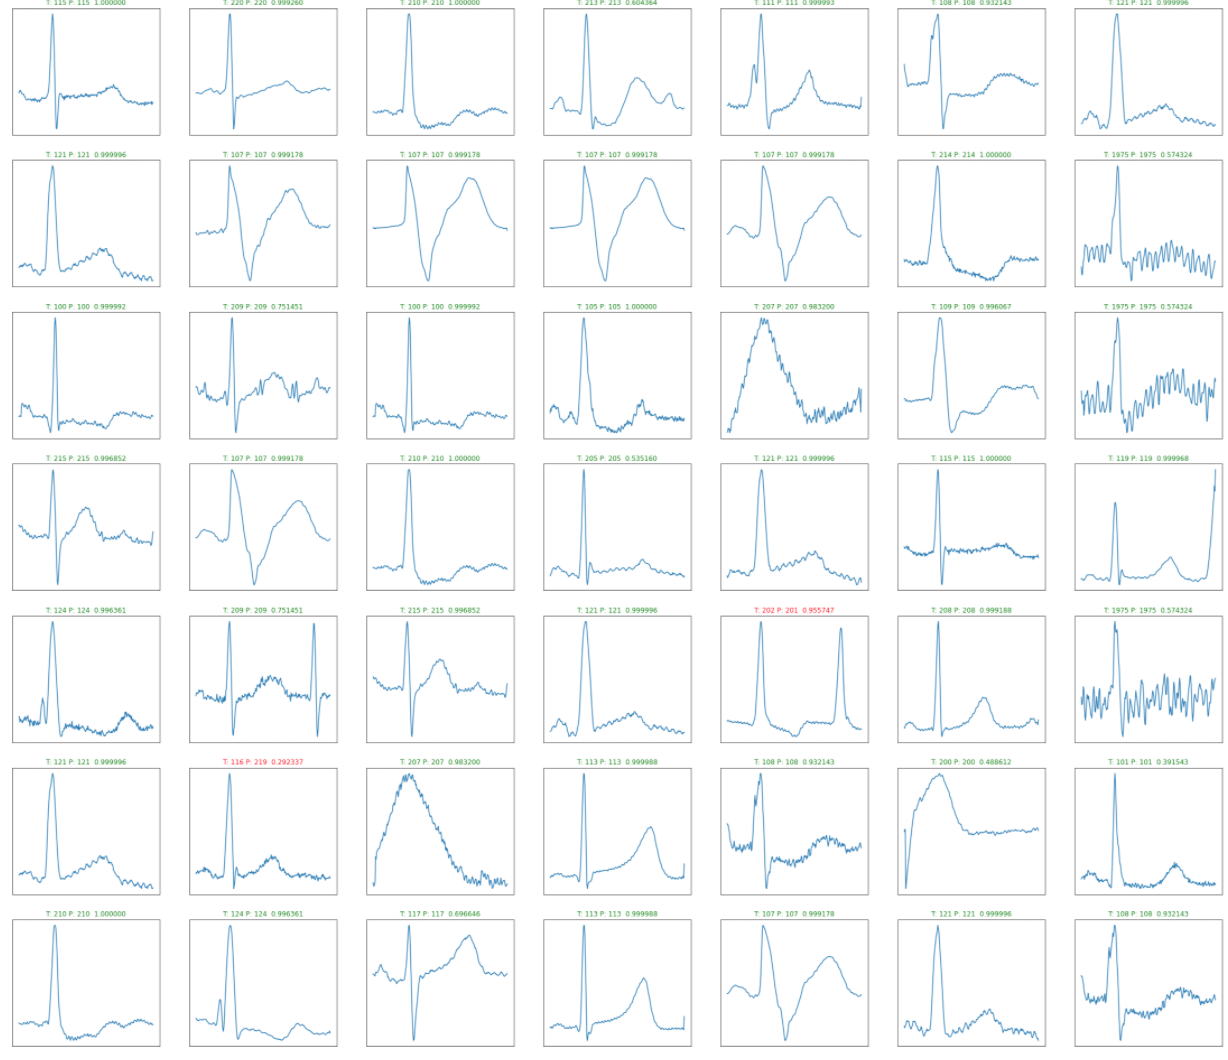 T: 115 P: 115 1.000000
T: 220 P: 220 0.999260
T: 210 P: 210 1.000000
T: 213 P: 213 0.604364
T: 111 P: 111 0.999993
T: 108 P: 108 0.932143
T: 121 P: 121 0.999996
T: 121 P: 121 0.999996
T: 107 P: 107 0.999178
T: 107 P: 107 0.999178
T: 107 P: 107 0.999178
T: 107 P: 107 0.999178
T: 214 P: 214 1.000000
T: 1975 P: 1975 0.574324
T: 100 P: 100 0.999992
T: 209 P: 209 0.751451
T: 100 P: 100 0.999992
T: 105 P: 105 1.000000
T: 207 P: 207 0.983200
T: 109 P: 109 0.996067
T: 1975 P: 1975 0.574324
T: 215 P: 215 0.996852
T: 107 P: 107 0.999178
T: 210 P: 210 1.000000
T: 205 P: 205 0.535160
T: 121 P: 121 0.999996
T: 115 P: 115 1.000000
T: 119 P: 119 0.999968
T: 124 P: 124 0.996361
T: 209 P: 209 0.751451
T: 215 P: 215 0.996852
T: 121 P: 121 0.999996
T: 202 P: 201 0.955747
T: 208 P: 208 0.999188
T: 1975 P: 1975 0.574324
T: 121 P: 121 0.999996
T: 116 P: 219 0.292337
T: 207 P: 207 0.983200
T: 113 P: 113 0.999988
T: 108 P: 108 0.932143
T: 200 P: 200 0.488612
T: 101 P: 101 0.391543
T: 210 P: 210 1.000000
T: 124 P: 124 0.996361
T: 117 P: 117 0.696646
T: 113 P: 113 0.999988
T: 107 P: 107 0.999178
T: 121 P: 121 0.999996
T: 108 P: 108 0.932143